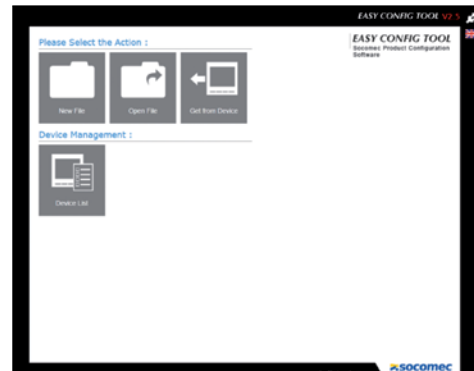 EASY CONFIG TOOL V2.5
Please Select the Action :
EASY CONFIG TOOL
Socomec Product Configuration
Software
New File
Open File
Get from Device
Device Management :
Device List
socomec